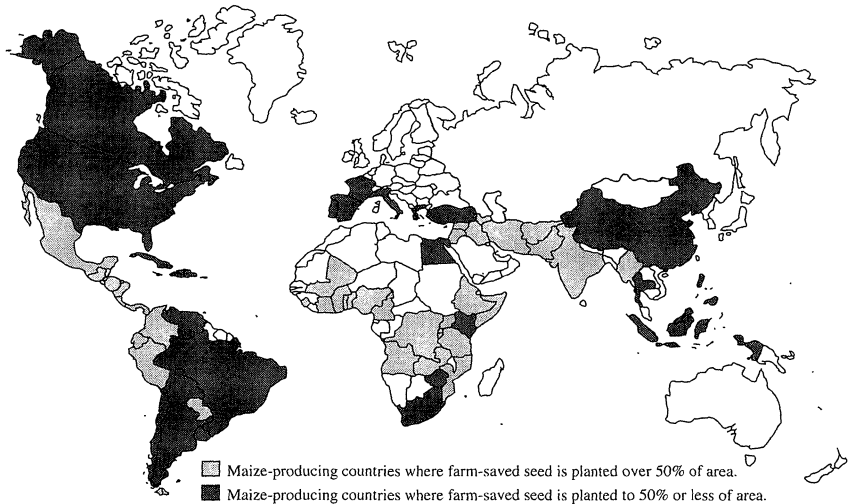 Maize-producing countries where farm-saved seed is planted over 50% of area.
Maize-producing countries where farm-saved seed is planted to 50% or less of area.